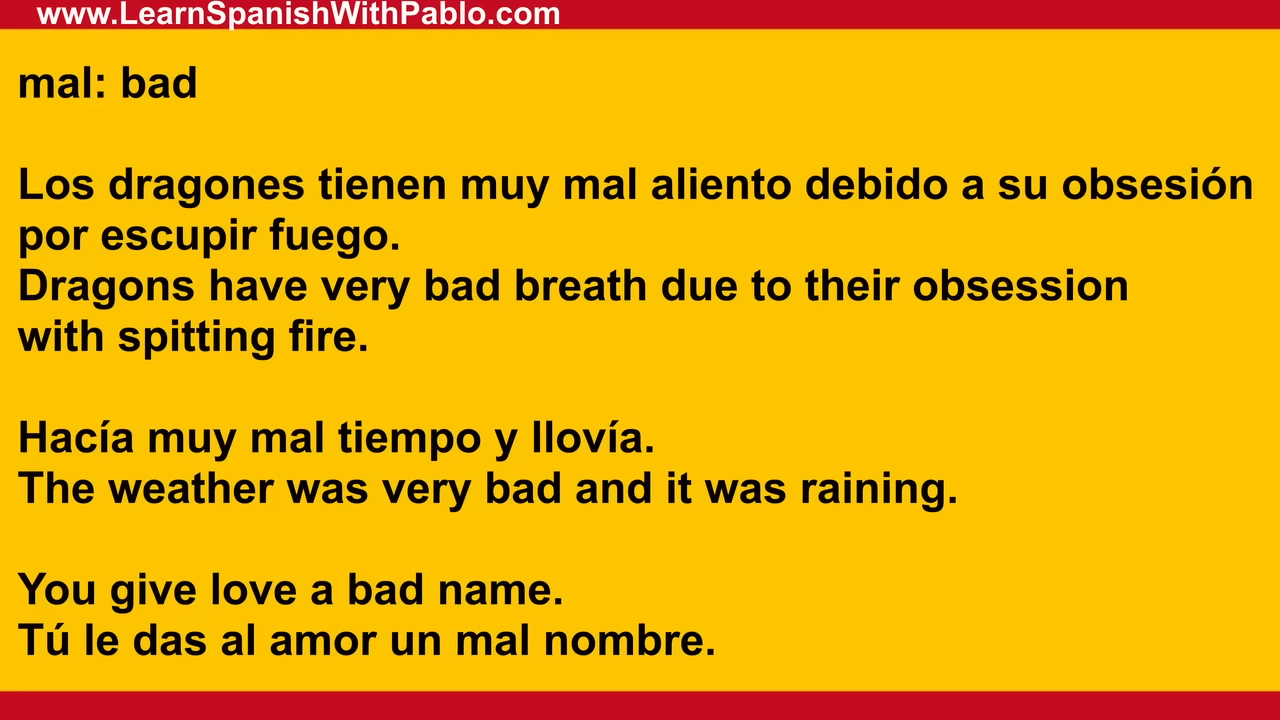 www.LearnSpanishWithPablo.com
mal: bad
Los dragones tienen muy mal aliento debido a su obsesión
por escupir fuego.
Dragons have very bad breath due to their obsession
with spitting fire.
Hacía muy mal tiempo y llovía.
The weather was very bad and it was raining.
You give love a bad name.
Tú le das al amor un mal nombre.